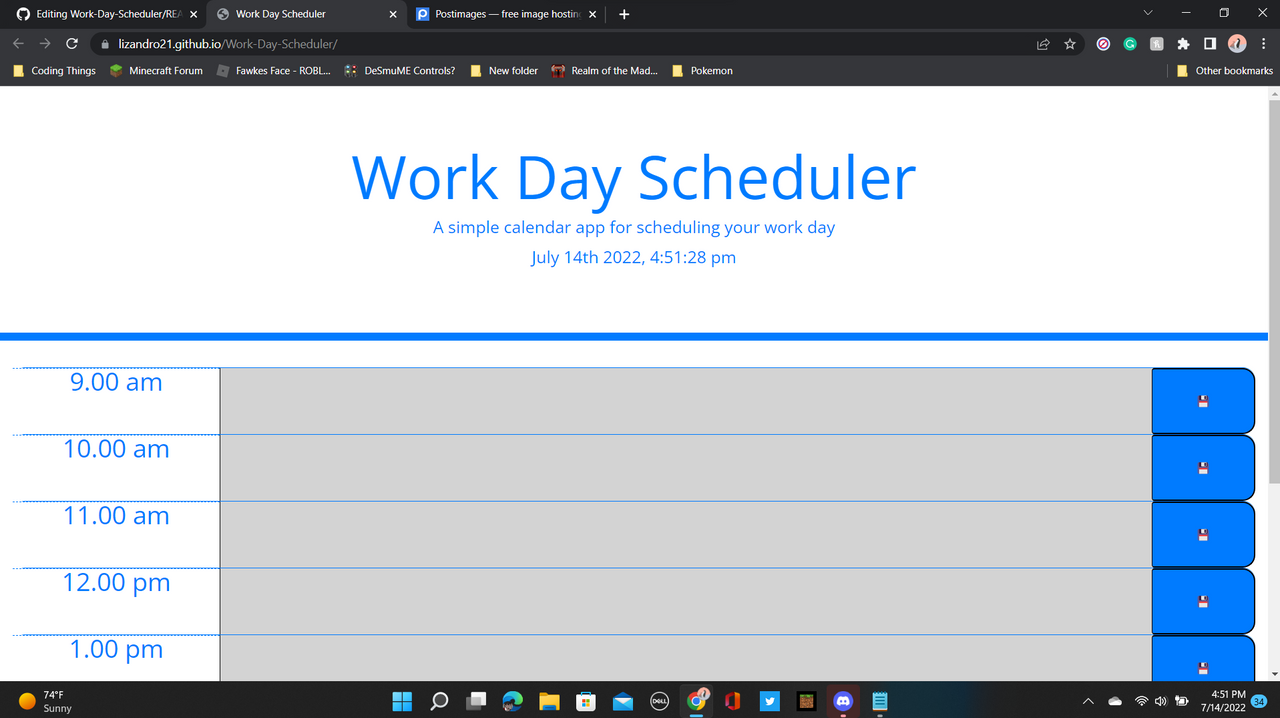 Editing Work-Day-Scheduler/REA
Work Day Scheduler
Postimages — free image hosting
lizandro21.github.io/Work-Day-Scheduler/
Coding Things
Minecraft Forum
Fawkes Face - ROBL...
DeSmuME Controls?
New folder
Realm of the Mad...
Pokemon
Other bookmarks
Work Day Scheduler
A simple calendar app for scheduling your work day
July 14th 2022, 4:51:28 pm
9.00 am
10.00 am
11.00 am
12.00 pm
1.00 pm
74°F
Sunny
DELL
4:51 PM
7/14/2022
34